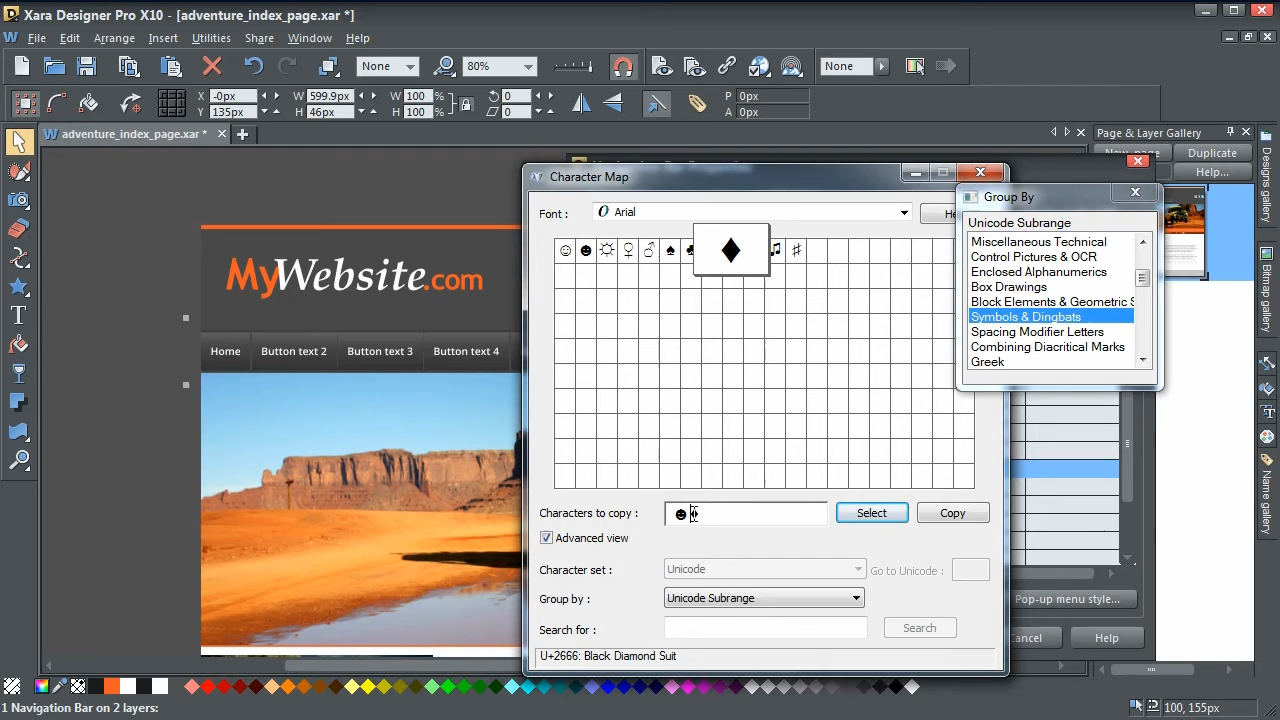 Xara Designer Pro X10 - [adventure_index_page.xar *]
File Edit Arrange Insert Utilities Share Window Help
None 80% None
X -0px W 599.9px W 100 % 0 P 0px
Y 135px H 46px H 100 % 0 A 0px
adventure_index_page.xar *
Page & Layer Gallery
Duplicate
Help...
Designs gallery
Bitmap gallery
MyWebsite.com
Home Button text 2 Button text 3 Button text 4
Character Map
Font : O Arial
☺ ☻ ☼ ♀ ♂ ♠ ♣ ♦ ♫ ♯
Characters to copy : ☻♦ Select Copy
Advanced view
Character set : Unicode Go to Unicode :
Group by : Unicode Subrange
Search for : Search
U+2666: Black Diamond Suit
Group By
Unicode Subrange
Miscellaneous Technical
Control Pictures & OCR
Enclosed Alphanumerics
Box Drawings
Block Elements & Geometric S
Symbols & Dingbats
Spacing Modifier Letters
Combining Diacritical Marks
Greek
Pop-up menu style...
Cancel Help
1 Navigation Bar on 2 layers:
100, 155px